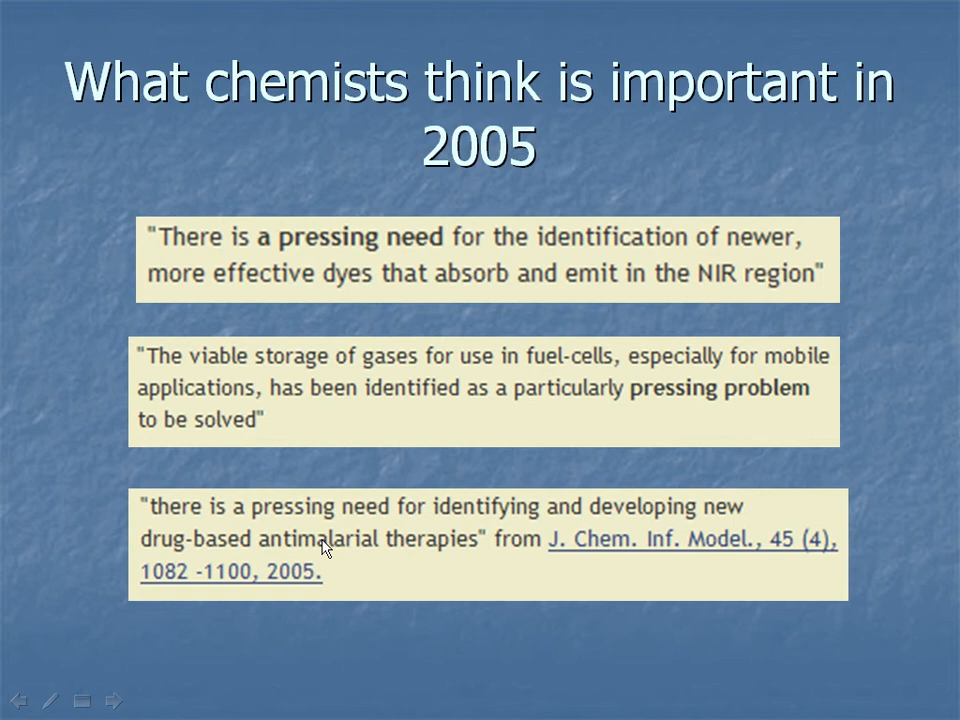 What chemists think is important in
2005
"There is a pressing need for the identification of newer,
more effective dyes that absorb and emit in the NIR region"
"The viable storage of gases for use in fuel-cells, especially for mobile
applications, has been identified as a particularly pressing problem
to be solved"
"there is a pressing need for identifying and developing new
drug-based antimalarial therapies" from J. Chem. Inf. Model., 45 (4),
1082 -1100, 2005.